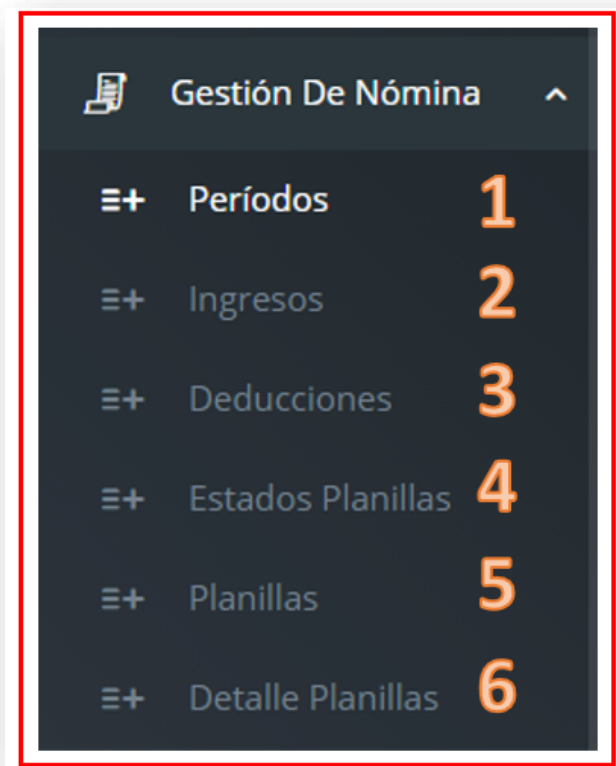 Gestión De Nómina
Períodos 1
Ingresos 2
Deducciones 3
Estados Planillas 4
Planillas 5
Detalle Planillas 6